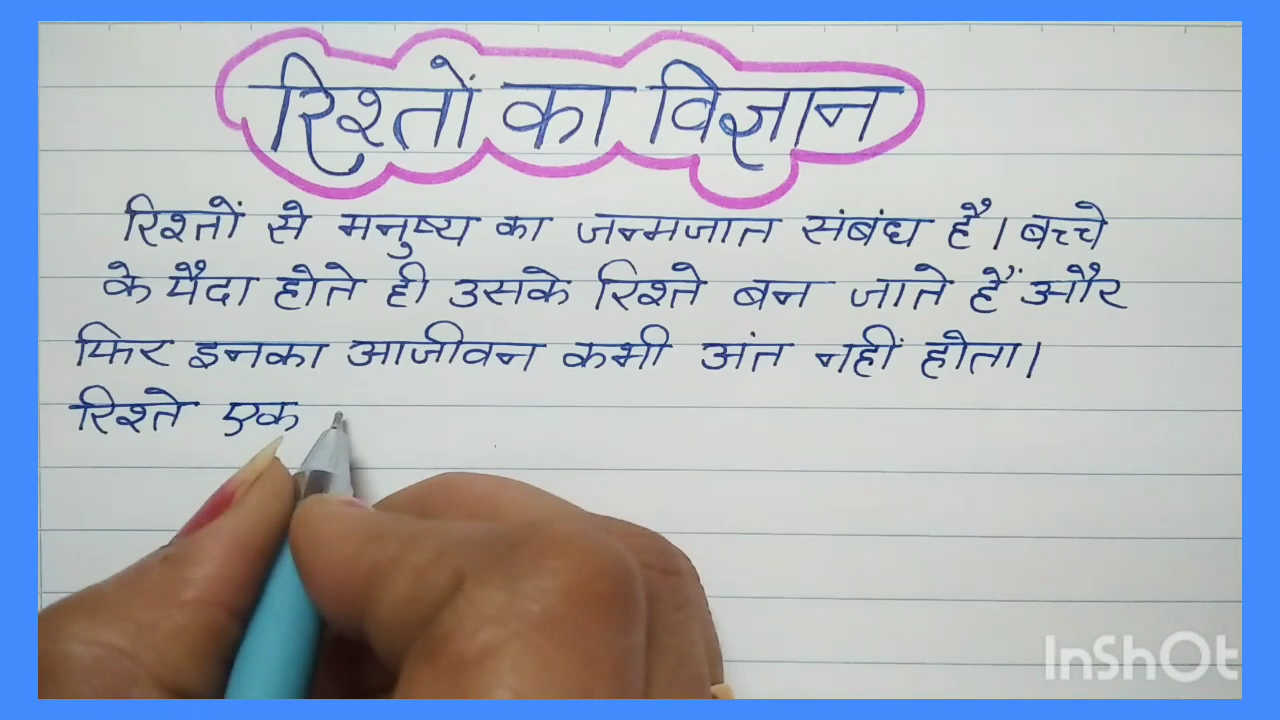 रिश्तों का विज्ञान
रिश्तों से मनुष्य का जन्मजात संबंध है। बच्चे
के पैदा होते ही उसके रिश्ते बन जाते हैं और
फिर इनका आजीवन कभी अंत नहीं होता।
रिश्ते एक
InShOt